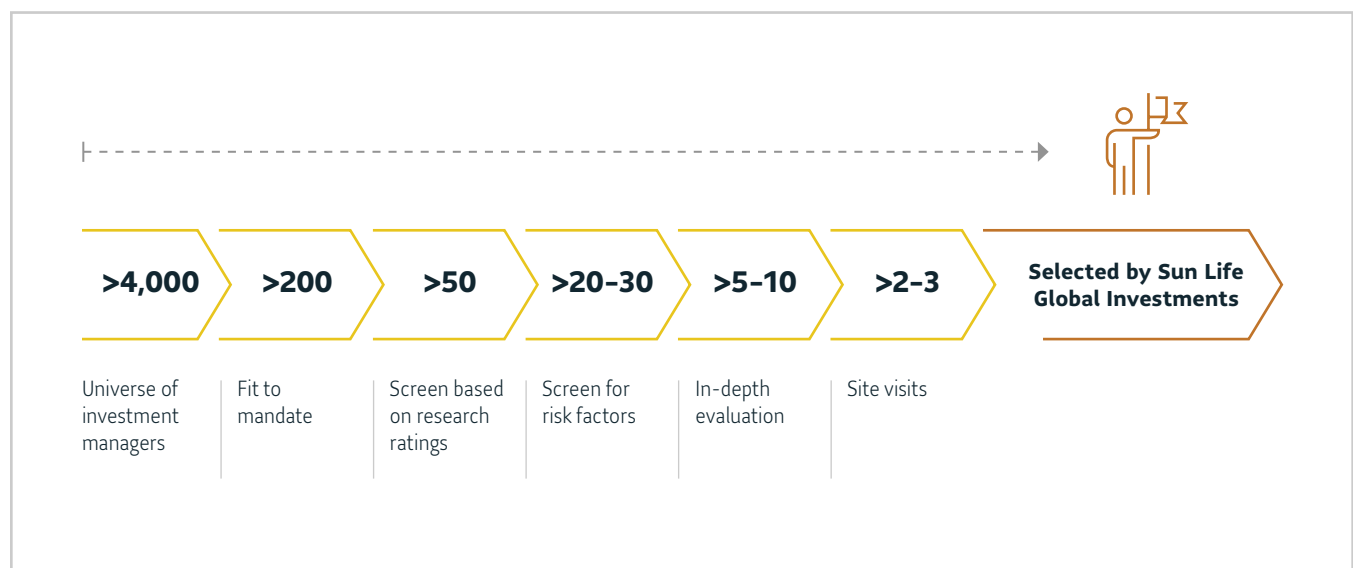 >4,000
>200
>50
>20–30
>5–10
>2–3
Selected by Sun Life
Global Investments
Universe of
investment
managers
Fit to
mandate
Screen based
on research
ratings
Screen for
risk factors
In-depth
evaluation
Site visits